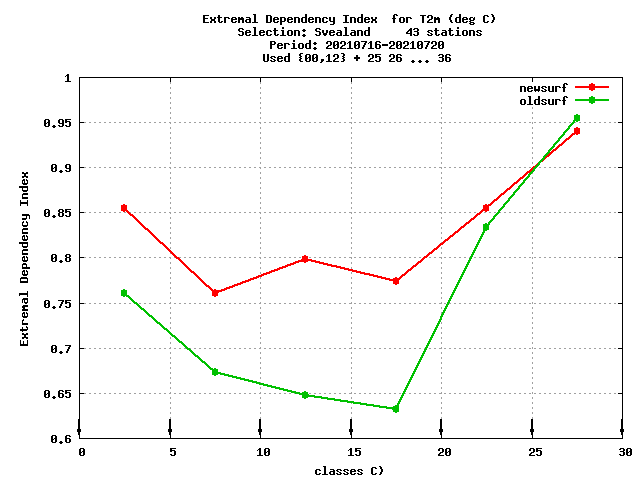 Extremal Dependency Index  for T2m (deg C)
Selection: Svealand     43 stations
Period: 20210716-20210720
Used {00,12} + 25 26 ... 36
newsurf
oldsurf
1
0.95
0.9
0.85
0.8
0.75
0.7
0.65
0.6
Extremal Dependency Index
0 5 10 15 20 25 30
classes C)